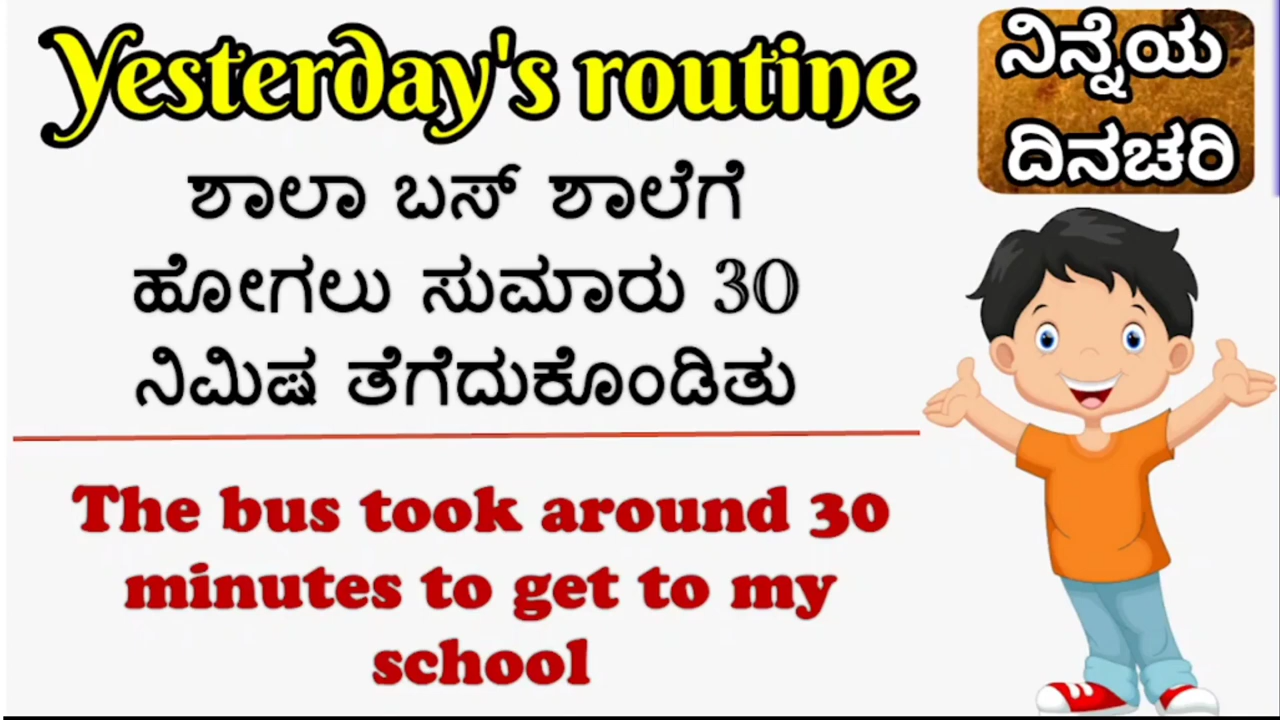 Yesterday's routine
ನಿನ್ನೆಯ
ದಿನಚರಿ
ಶಾಲಾ ಬಸ್ ಶಾಲೆಗೆ
ಹೋಗಲು ಸುಮಾರು 30
ನಿಮಿಷ ತೆಗೆದುಕೊಂಡಿತು
The bus took around 30
minutes to get to my
school